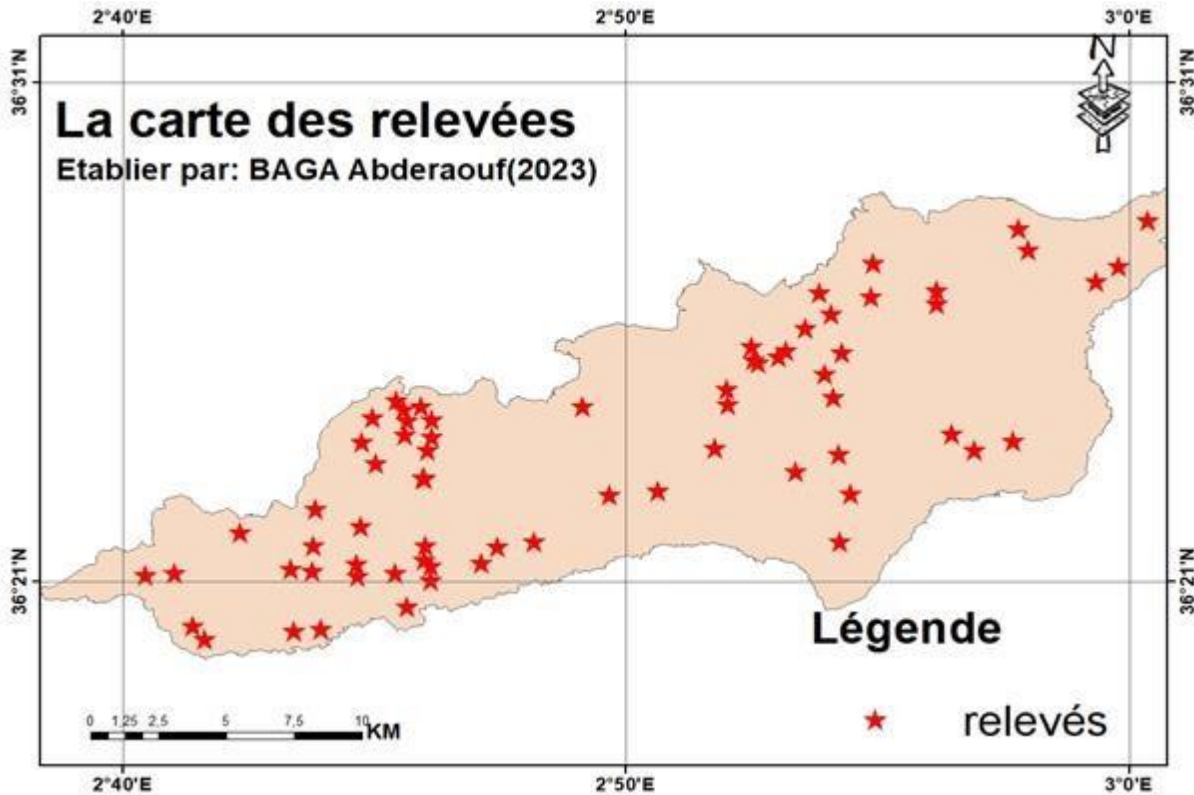 2°40'E 2°50'E 3°0'E
N
36°31'N 36°31'N
La carte des relevées
Etablier par: BAGA Abderaouf(2023)
36°21'N 36°21'N
Légende
relevés
0 1,25 2,5 5 7,5 10 KM
2°40'E 2°50'E 3°0'E